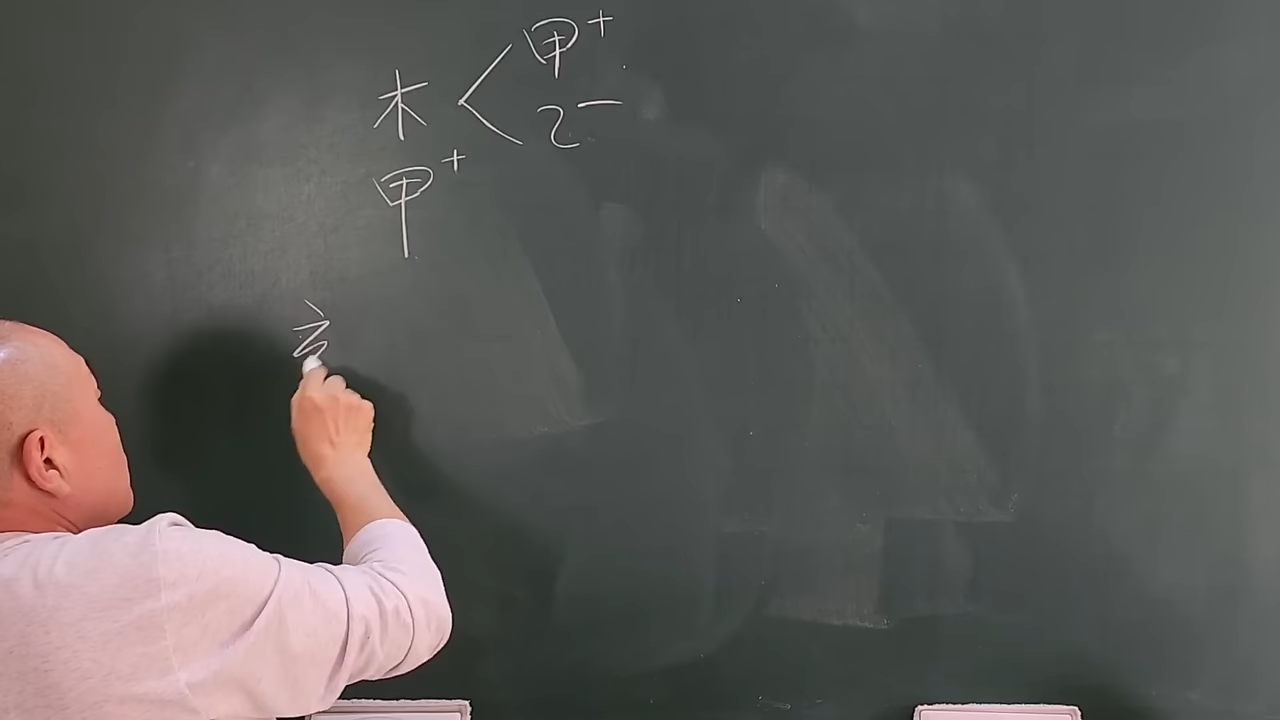 甲+
木 < 乙-
甲+